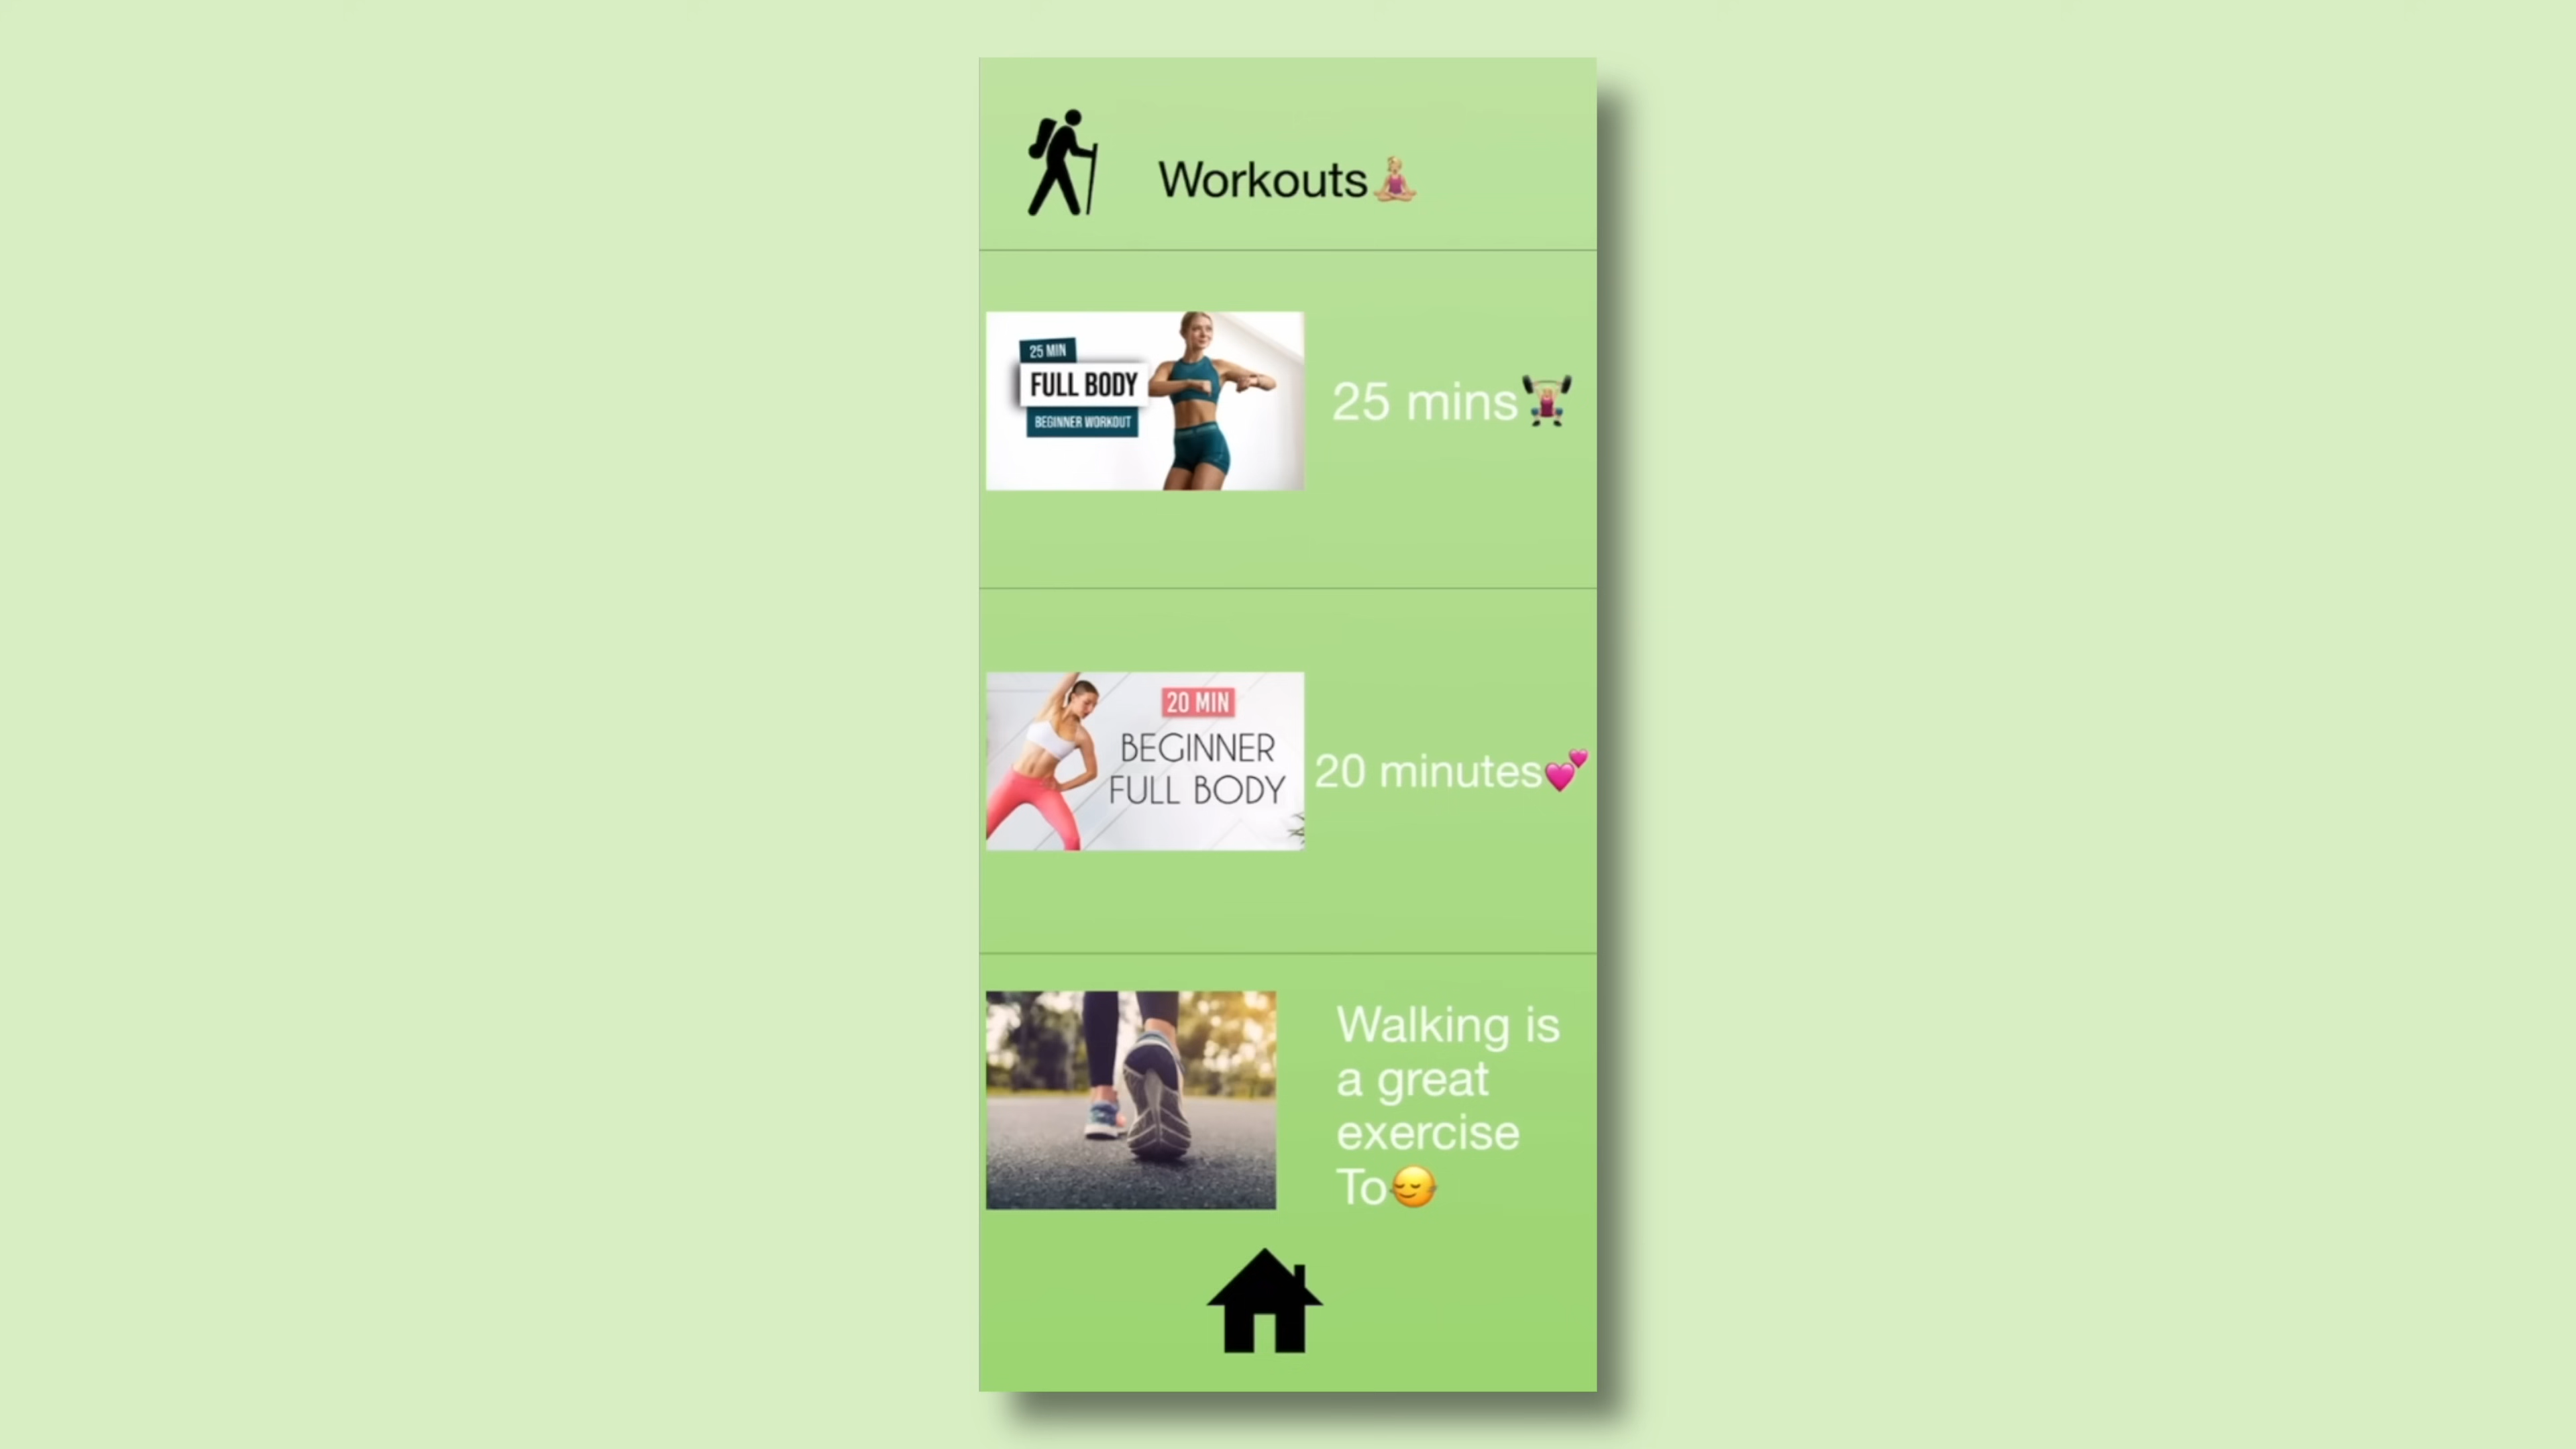 Workouts🧘🏼‍♀️
25 MIN
FULL BODY
BEGINNER WORKOUT
25 mins🏋🏼‍♀️
20 MIN
BEGINNER
FULL BODY
20 minutes💕
Walking is
a great
exercise
To🙂‍↔️